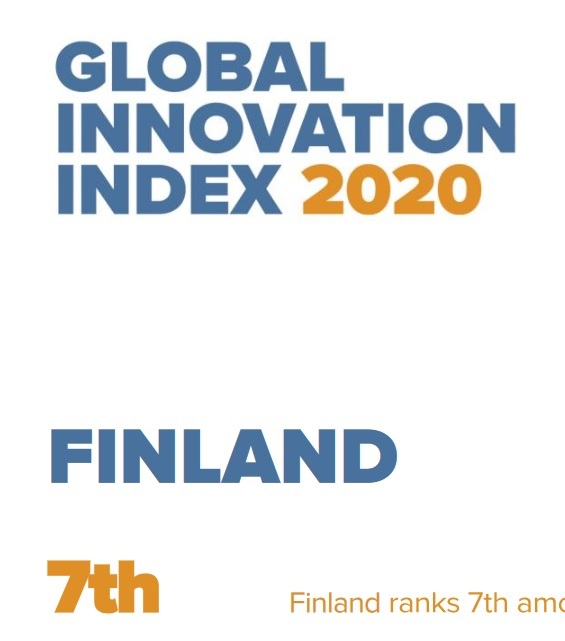 GLOBAL
INNOVATION
INDEX 2020
FINLAND
7th
Finland ranks 7th